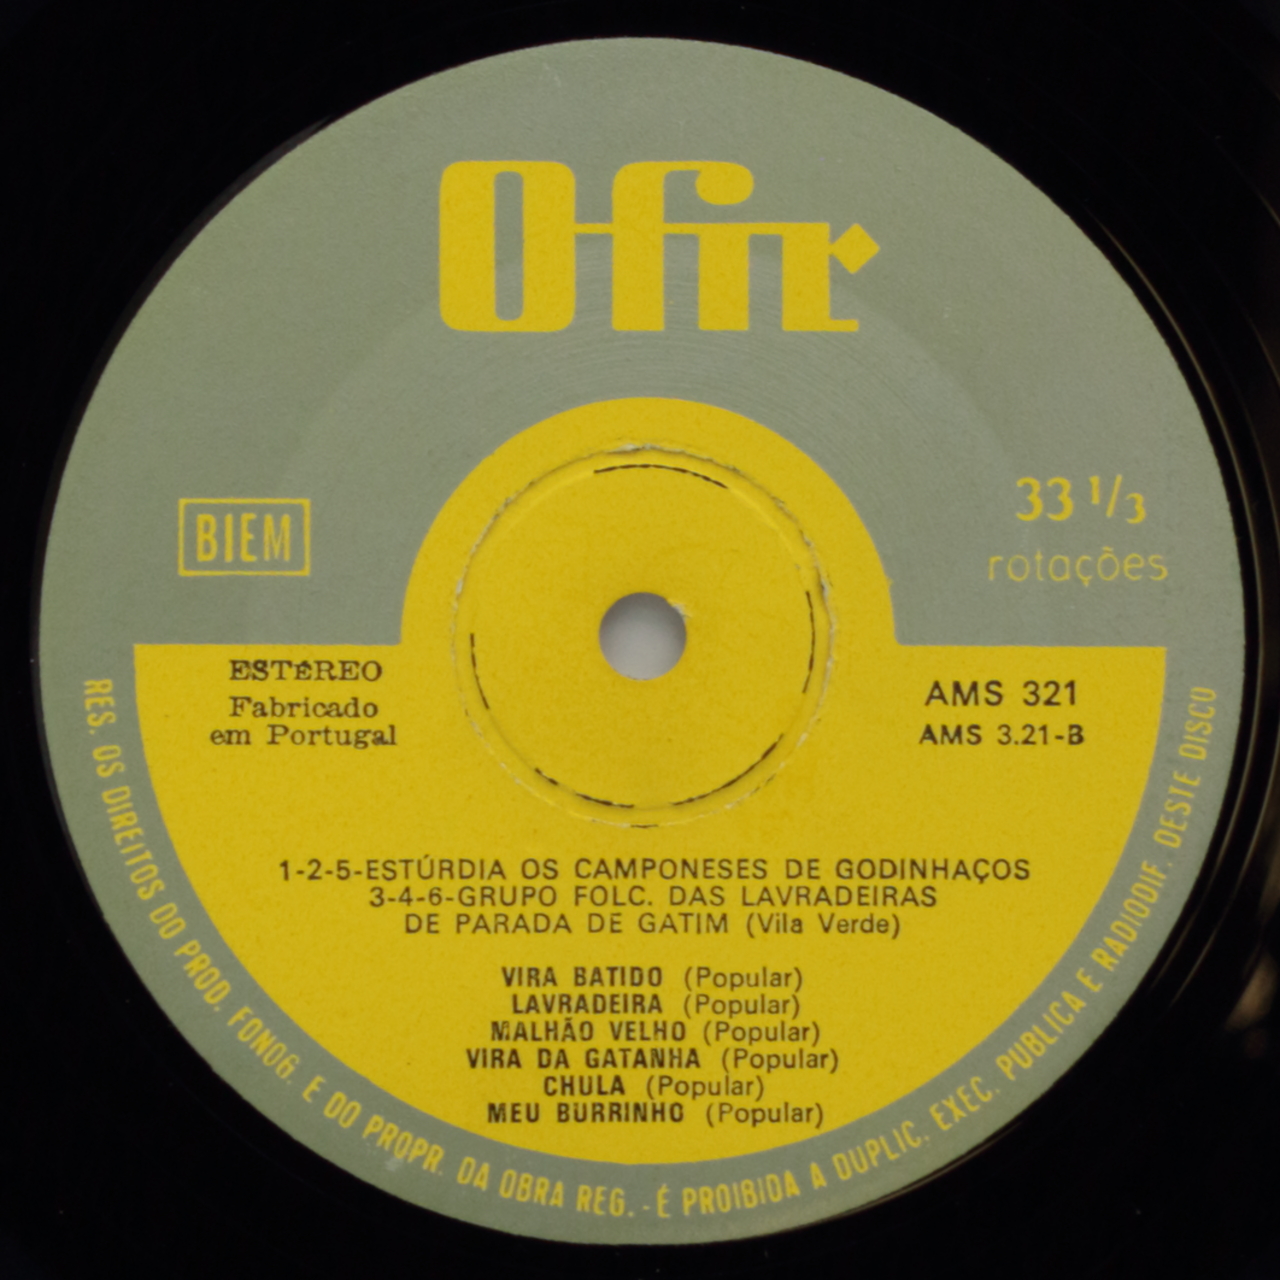 Ofir
BIEM
33 1/3
rotações
ESTÉREO
Fabricado
em Portugal
AMS 321
AMS 3.21-B
1-2-5-ESTÚRDIA OS CAMPONESES DE GODINHAÇOS
3-4-6-GRUPO FOLC. DAS LAVRADEIRAS
DE PARADA DE GATIM (Vila Verde)
VIRA BATIDO (Popular)
LAVRADEIRA (Popular)
MALHÃO VELHO (Popular)
VIRA DA GATANHA (Popular)
CHULA (Popular)
MEU BURRINHO (Popular)
RES. OS DIREITOS DO PROD. FONOG. E DO PROPR. DA OBRA REG. - É PROIBIDA A DUPLIC. EXEC. PUBLICA E RADIODIF. DESTE DISCO